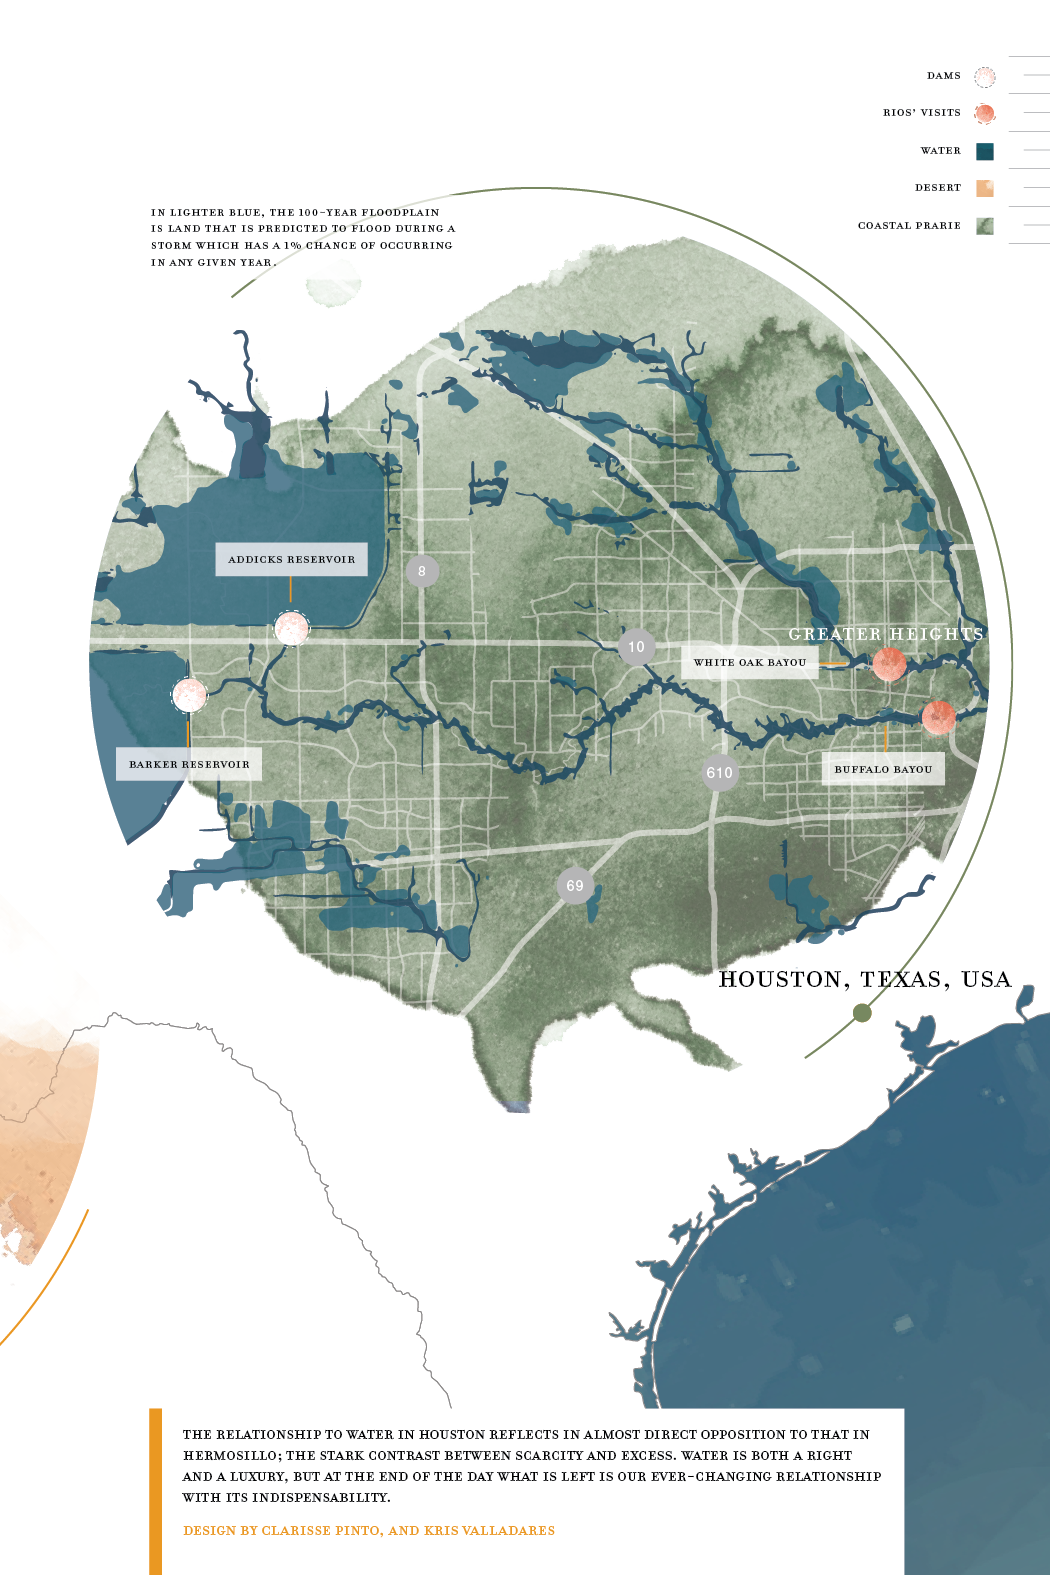 DAMS
RIOS' VISITS
WATER
DESERT
COASTAL PRARIE
IN LIGHTER BLUE, THE 100-YEAR FLOODPLAIN
IS LAND THAT IS PREDICTED TO FLOOD DURING A
STORM WHICH HAS A 1% CHANCE OF OCCURRING
IN ANY GIVEN YEAR.
ADDICKS RESERVOIR
8
GREATER HEIGHTS
10
WHITE OAK BAYOU
BARKER RESERVOIR
610
BUFFALO BAYOU
69
HOUSTON, TEXAS, USA
THE RELATIONSHIP TO WATER IN HOUSTON REFLECTS IN ALMOST DIRECT OPPOSITION TO THAT IN
HERMOSILLO; THE STARK CONTRAST BETWEEN SCARCITY AND EXCESS. WATER IS BOTH A RIGHT
AND A LUXURY, BUT AT THE END OF THE DAY WHAT IS LEFT IS OUR EVER-CHANGING RELATIONSHIP
WITH ITS INDISPENSABILITY.
DESIGN BY CLARISSE PINTO, AND KRIS VALLADARES